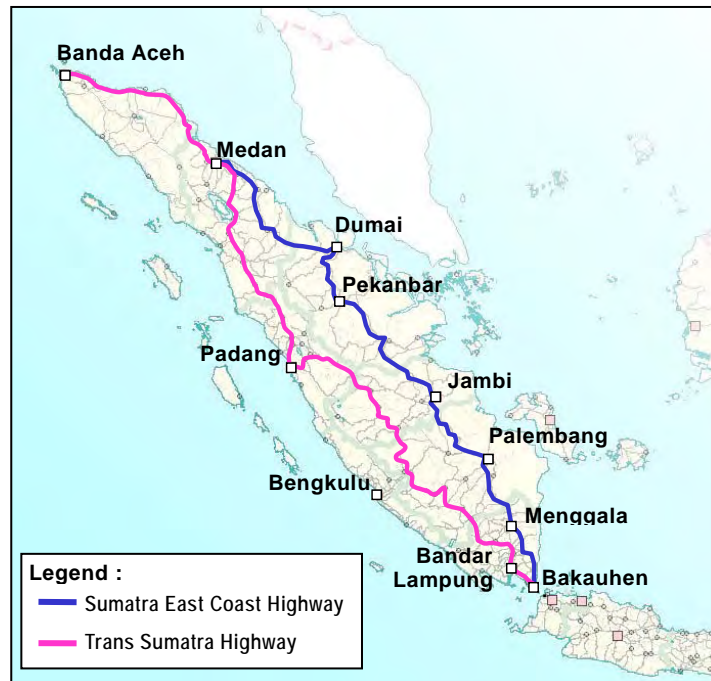 Banda Aceh
Medan
Dumai
Pekanbar
Padang
Jambi
Palembang
Bengkulu
Menggala
Bandar
Lampung
Bakauhen
Legend :
Sumatra East Coast Highway
Trans Sumatra Highway